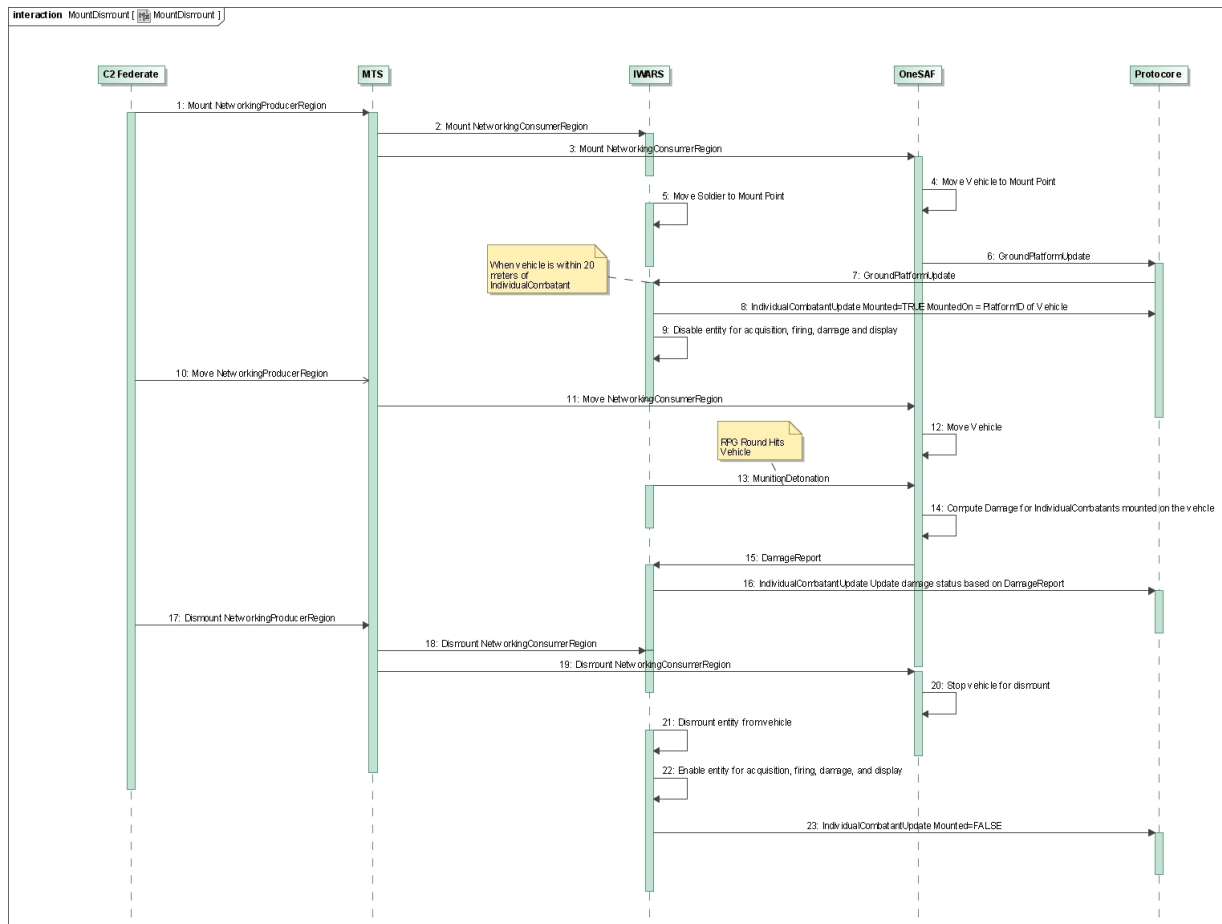 interaction MountDismount [ MountDismount ]
C2 Federate
MTS
IWARS
OneSAF
Protocore
1: Mount NetworkingProducerRegion
2: Mount NetworkingConsumerRegion
3: Mount NetworkingConsumerRegion
4: Move Vehicle to Mount Point
5: Move Soldier to Mount Point
6: GroundPlatformUpdate
When vehicle is within 20
meters of
IndividualCombatant
7: GroundPlatformUpdate
8: IndividualCombatantUpdate Mounted=TRUE MountedOn = PlatformID of Vehicle
9: Disable entity for acquisition, firing, damage and display
10: Move NetworkingProducerRegion
11: Move NetworkingConsumerRegion
12: Move Vehicle
RPG Round Hits
Vehicle
13: MunitionDetonation
14: Compute Damage for IndividualCombatants mounted on the vehcle
15: DamageReport
16: IndividualCombatantUpdate Update damage status based on DamageReport
17: Dismount NetworkingProducerRegion
18: Dismount NetworkingConsumerRegion
19: Dismount NetworkingConsumerRegion
20: Stop vehicle for dismount
21: Dismount entity from vehicle
22: Enable entity for acquisition, firing, damage, and display
23: IndividualCombatantUpdate Mounted=FALSE